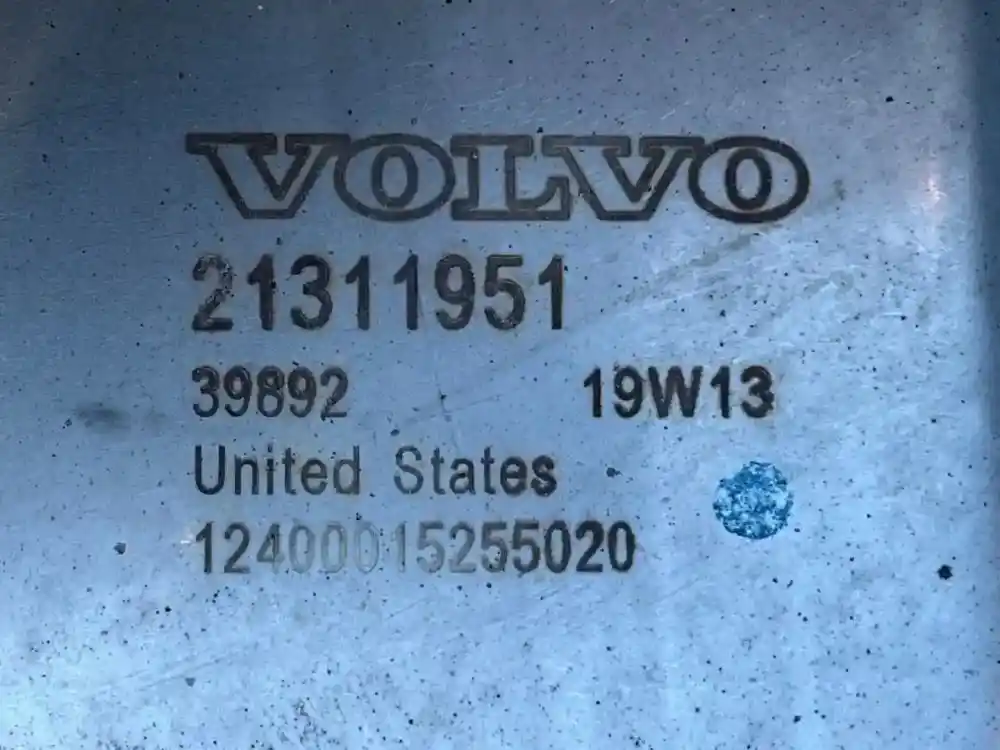 VOLVO
21311951
39892 19W13
United States
12400015255020